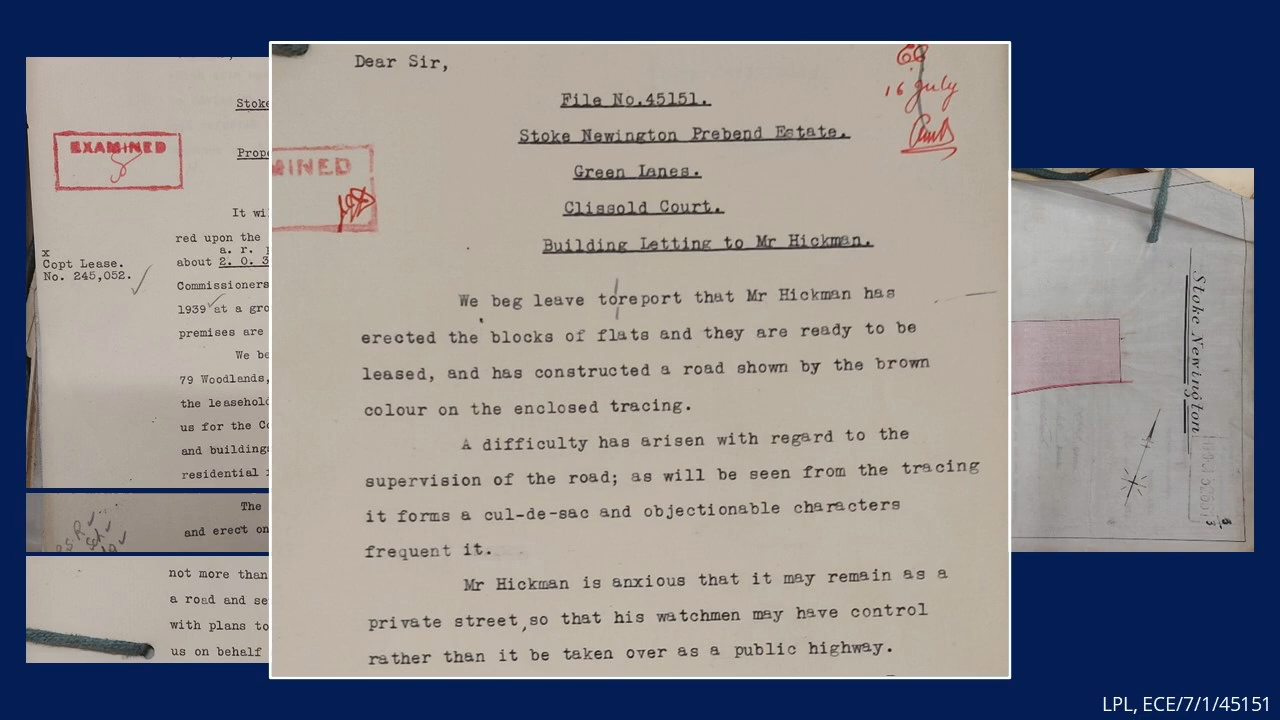 Stoke
EXAMINED
Prope
It wi
red upon the
a. r. p
about 2. 0. 3
x
Copt Lease.
No. 245,052.
Commissioners
1939 at a gro
premises are
We be
79 Woodlands,
the leasehold
us for the Co
and buildings
residential
The
and erect on
not more than
a road and se
with plans to
us on behalf
Dear Sir,
68
16 July
File No.45151.
Stoke Newington Prebend Estate.
MINED
Green Lanes.
Clissold Court.
Building Letting to Mr Hickman.
We beg leave toreport that Mr Hickman has
erected the blocks of flats and they are ready to be
leased, and has constructed a road shown by the brown
colour on the enclosed tracing.
A difficulty has arisen with regard to the
supervision of the road; as will be seen from the tracing
it forms a cul-de-sac and objectionable characters
frequent it.
Mr Hickman is anxious that it may remain as a
private street,so that his watchmen may have control
rather than it be taken over as a public highway.
Stoke Newington
LPL, ECE/7/1/45151